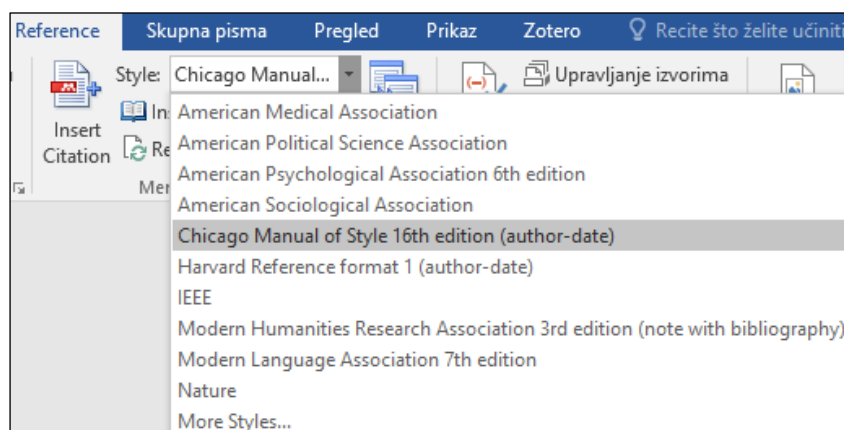 Reference Skupna pisma Pregled Prikaz Zotero Recite što želite učiniti
Style: Chicago Manual... Upravljanje izvorima
Insert Citation
American Medical Association
American Political Science Association
American Psychological Association 6th edition
American Sociological Association
Chicago Manual of Style 16th edition (author-date)
Harvard Reference format 1 (author-date)
IEEE
Modern Humanities Research Association 3rd edition (note with bibliography)
Modern Language Association 7th edition
Nature
More Styles...